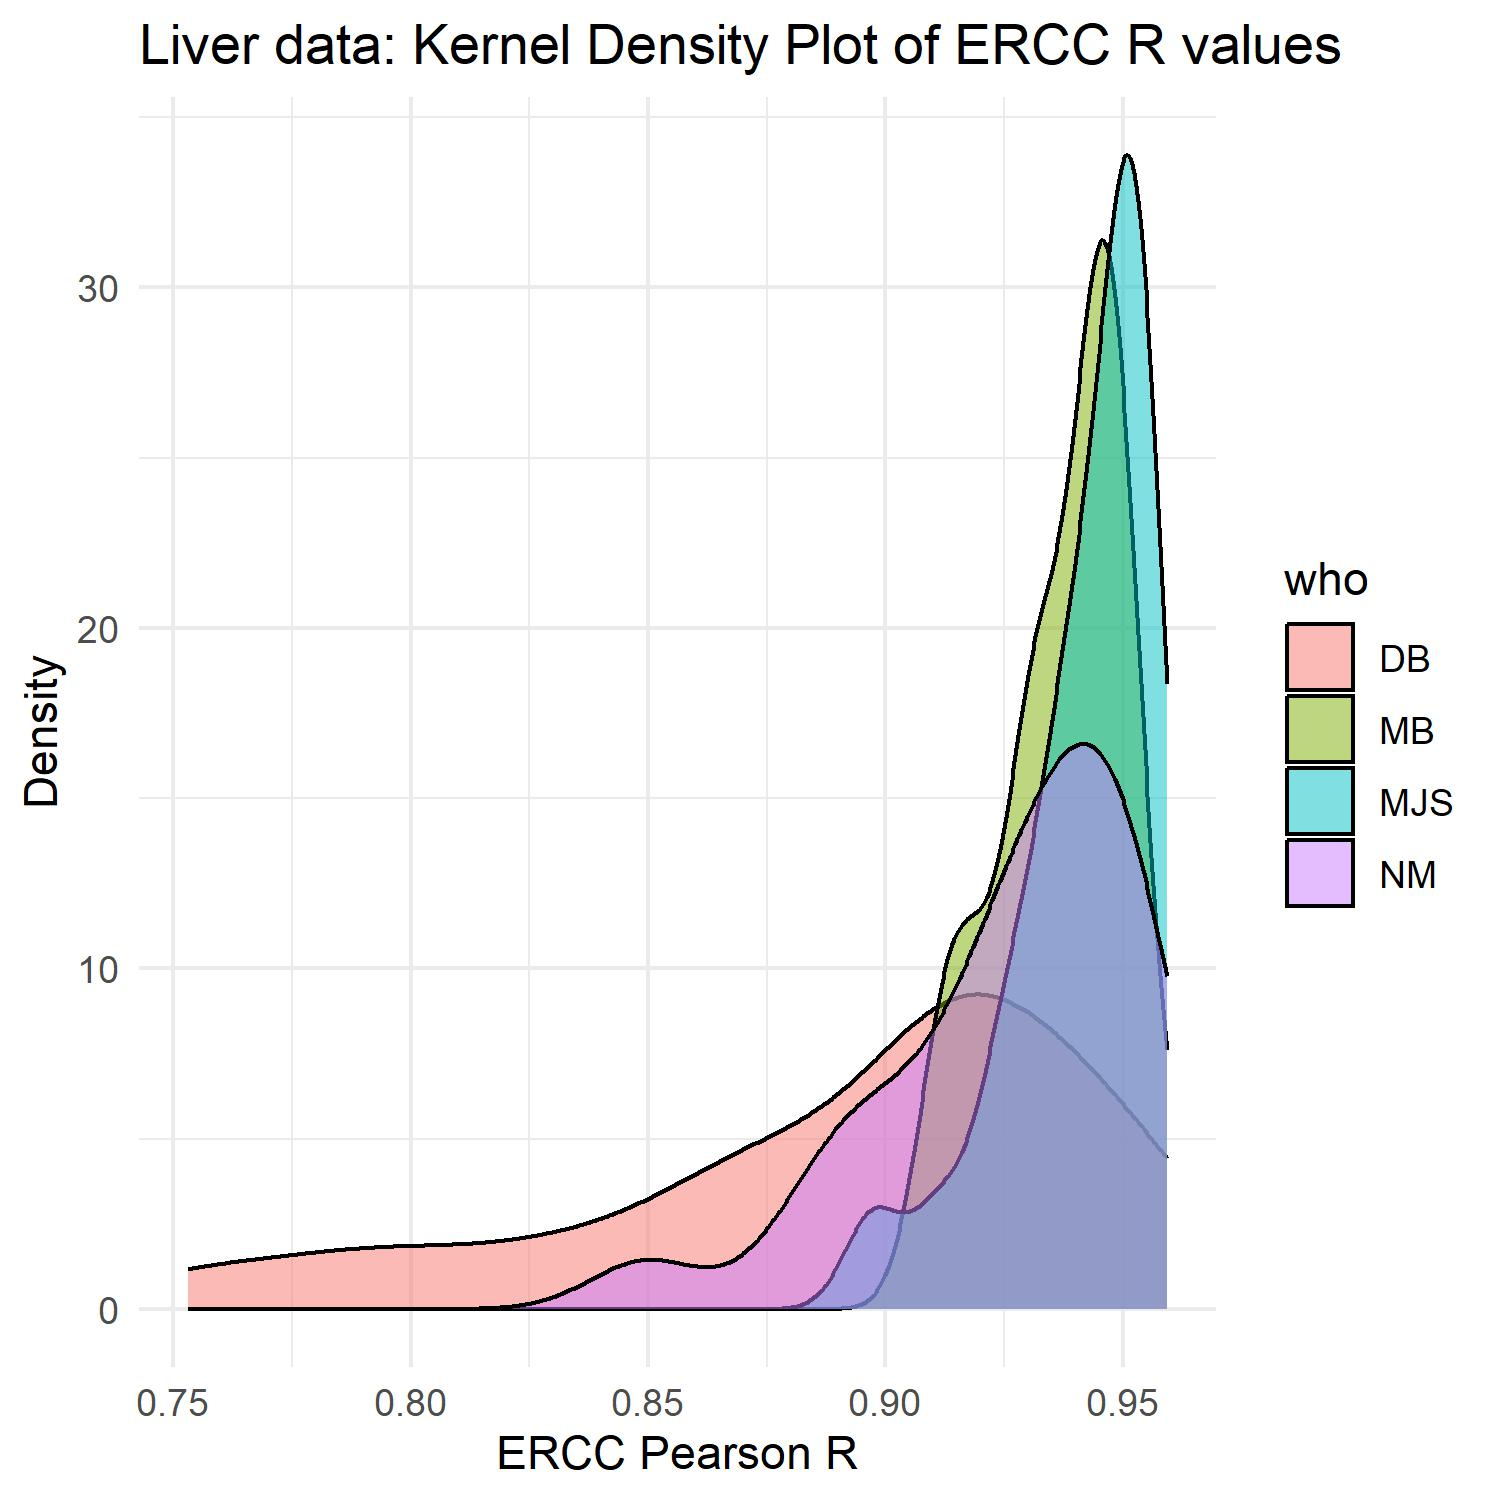 Liver data: Kernel Density Plot of ERCC R values
30
20
10
0
Density
0.75 0.80 0.85 0.90 0.95
ERCC Pearson R
who
DB
MB
MJS
NM